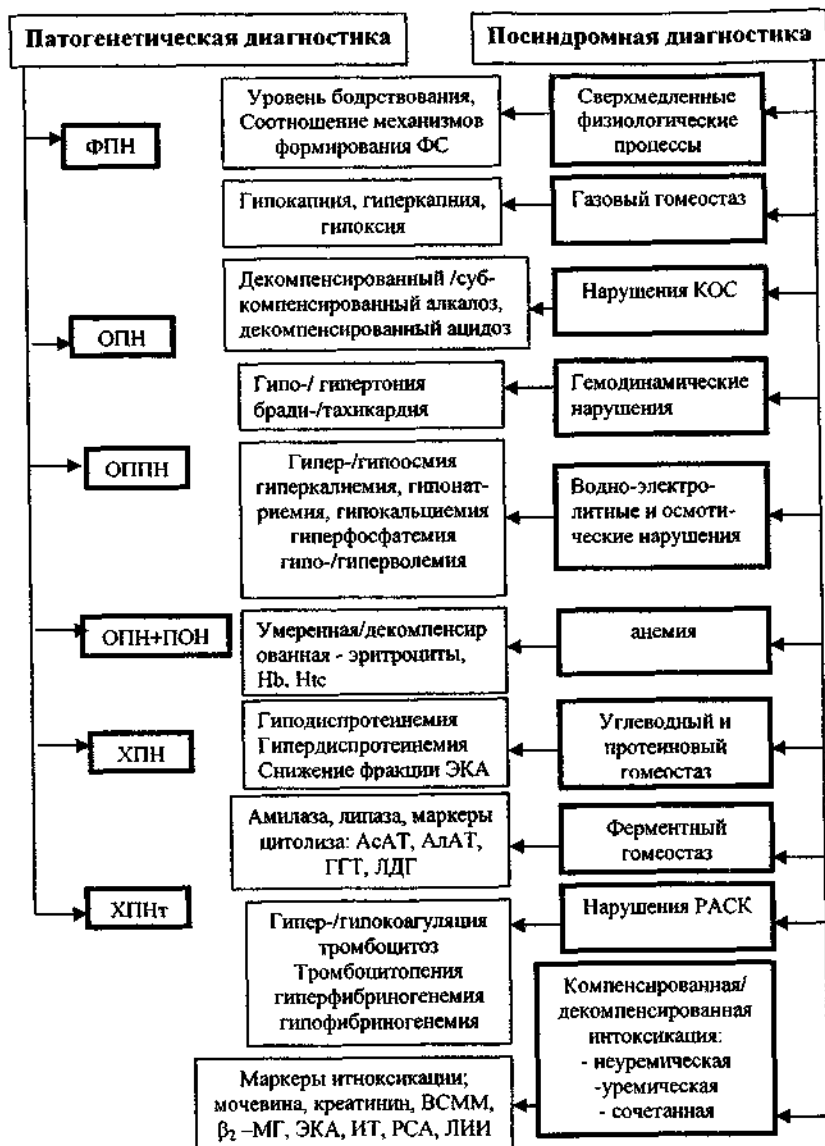 Патогенетическая диагностика
Посиндромная диагностика
ФПН
ОПН
ОППН
ОПН+ПОН
ХПН
ХПНт
Уровень бодрствования,
Соотношение механизмов
формирования ФС
Сверхмедленные
физиологические
процессы
Гипокапния, гиперкапния,
гипоксия
Газовый гомеостаз
Декомпенсированный /суб-
компенсированный алкалоз,
декомпенсированный ацидоз
Нарушения КОС
Гипо-/ гипертония
бради-/тахикардия
Гемодинамические
нарушения
Гипер-/гипоосмия
гиперкалиемия, гипонат-
риемия, гипокальциемия
гиперфосфатемия
гипо-/гиперволемия
Водно-электро-
литные и осмоти-
ческие нарушения
Умеренная/декомпенсир
ованная - эритроциты,
Hb, Htc
анемия
Гиподиспротеинемия
Гипердиспротеинемия
Снижение фракции ЭКА
Углеводный и
протеиновый
гомеостаз
Амилаза, липаза, маркеры
цитолиза: АсАТ, АлАТ,
ГГТ, ЛДГ
Ферментный
гомеостаз
Гипер-/гипокоагуляция
тромбоцитоз
Тромбоцитопения
гиперфибриногенемия
гипофибриногенемия
Нарушения РАСК
Компенсированная/
декомпенсированная
интоксикация:
- неуремическая
-уремическая
- сочетанная
Маркеры итноксикации;
мочевина, креатинин, ВСММ,
β₂ –МГ, ЭКА, ИТ, РСА, ЛИИ